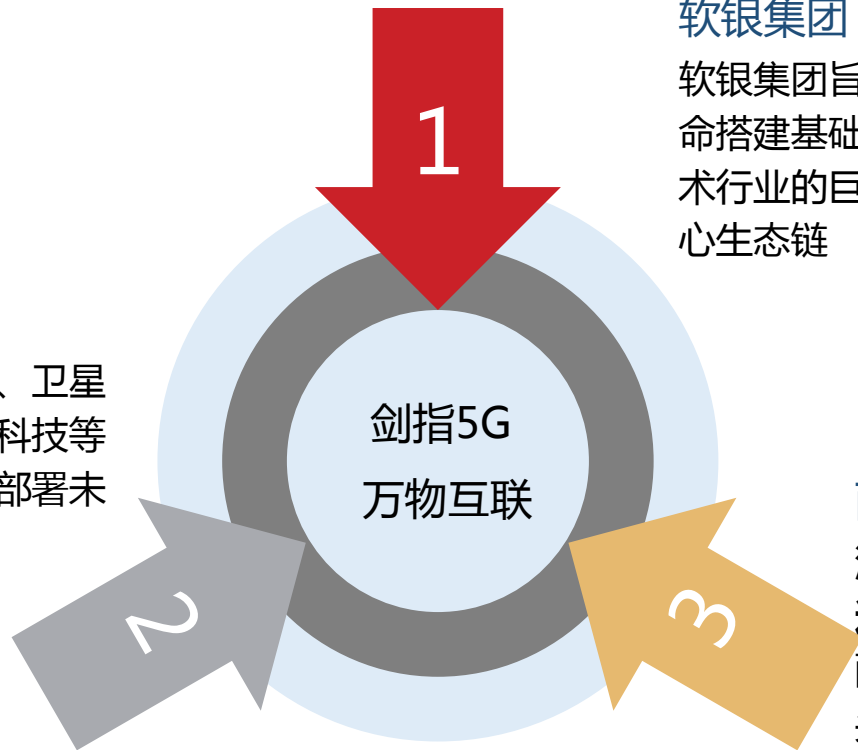 1
软银集团
软银集团旨
命搭建基础
术行业的巨
心生态链
、卫星
科技等
部署未
剑指5G
万物互联
2
3